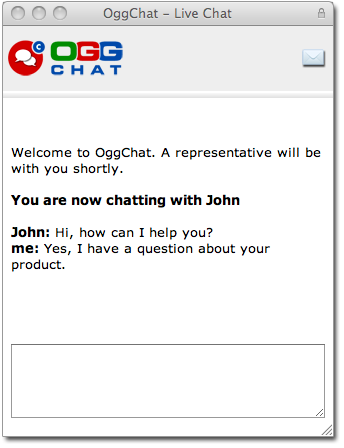 OggChat – Live Chat
C
OGG
CHAT
Welcome to OggChat. A representative will be
with you shortly.
You are now chatting with John
John: Hi, how can I help you?
me: Yes, I have a question about your
product.